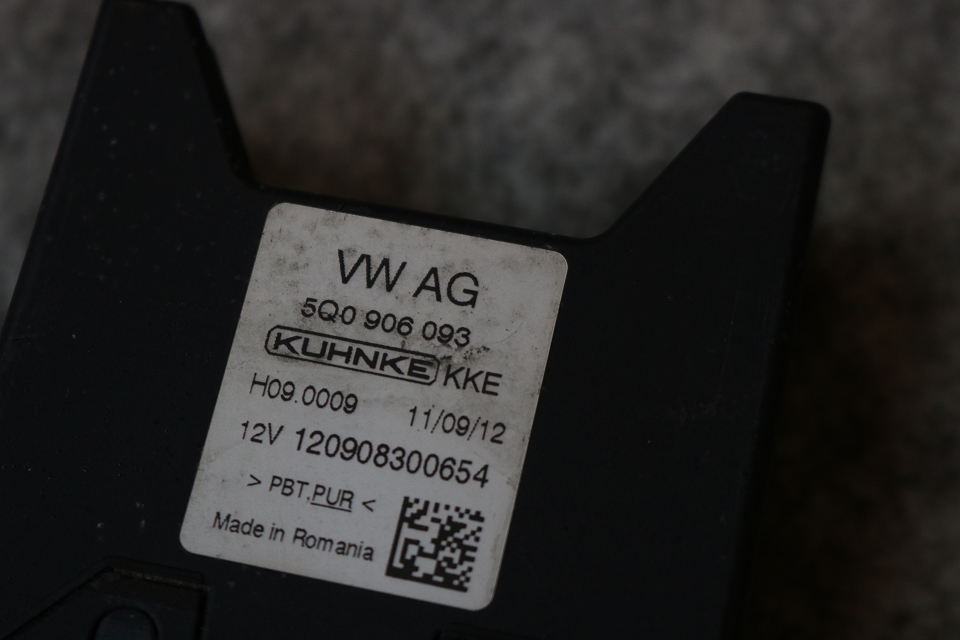 VW AG
5Q0 906 093
KUHNKE KKE
H09.0009 11/09/12
12V 120908300654
> PBT,PUR <
Made in Romania